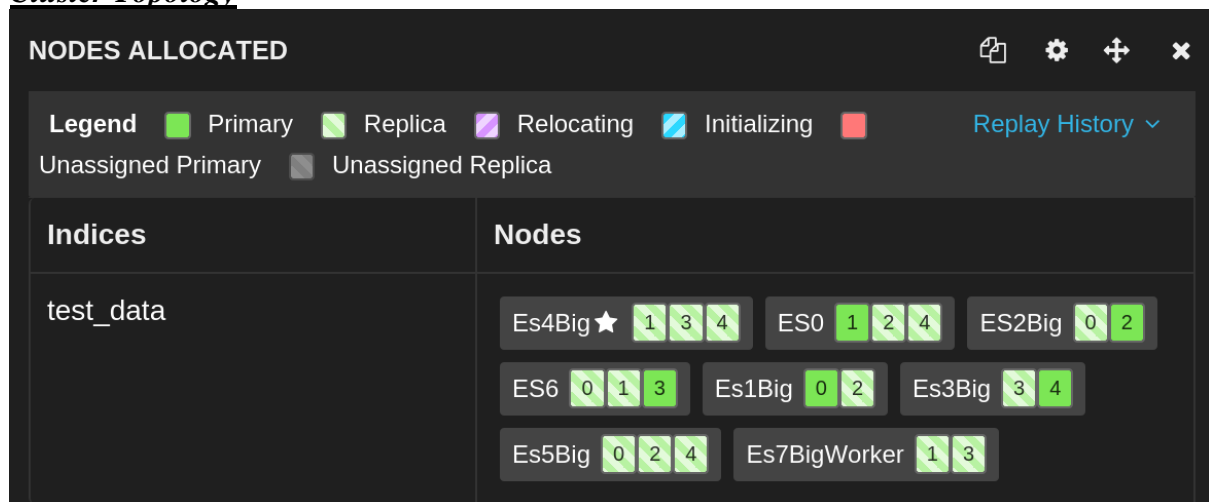 Cluster Topology
NODES ALLOCATED
Legend Primary Replica Relocating Initializing Replay History
Unassigned Primary Unassigned Replica
Indices Nodes
test_data Es4Big 1 3 4 ES0 1 2 4 ES2Big 0 2
ES6 0 1 3 Es1Big 0 2 Es3Big 3 4
Es5Big 0 2 4 Es7BigWorker 1 3